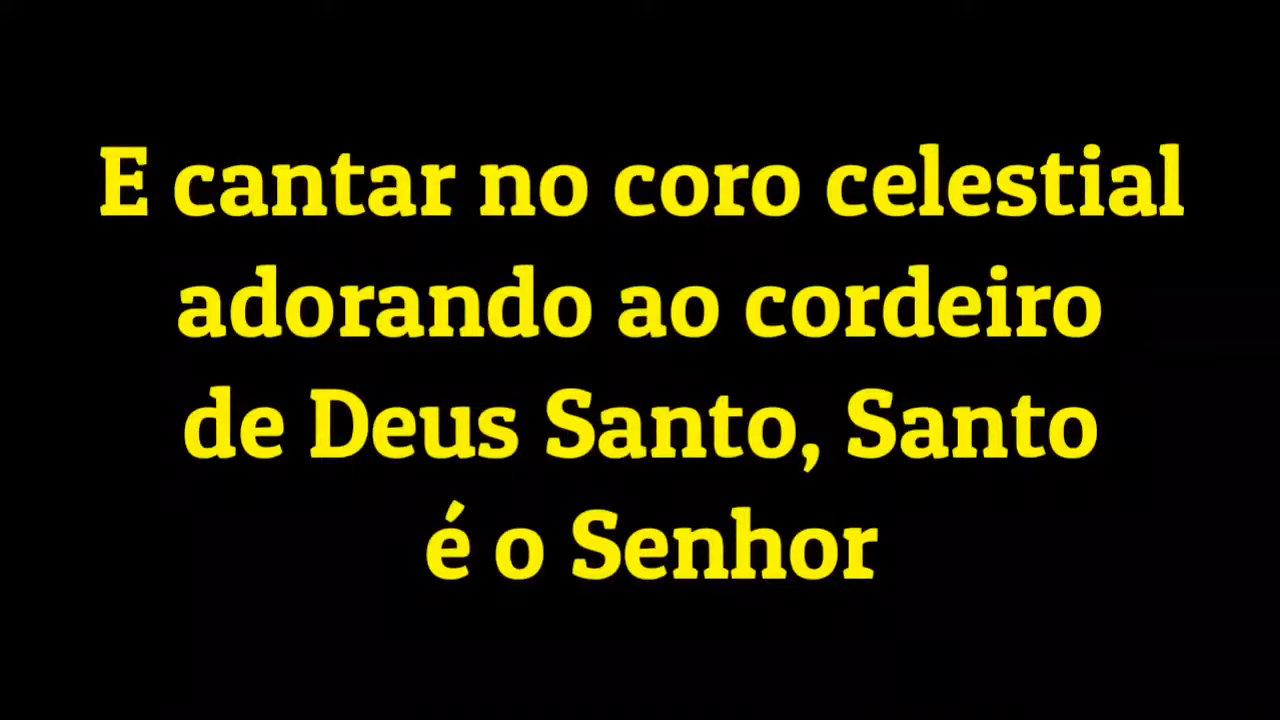 E cantar no coro celestial
adorando ao cordeiro
de Deus Santo, Santo
é o Senhor